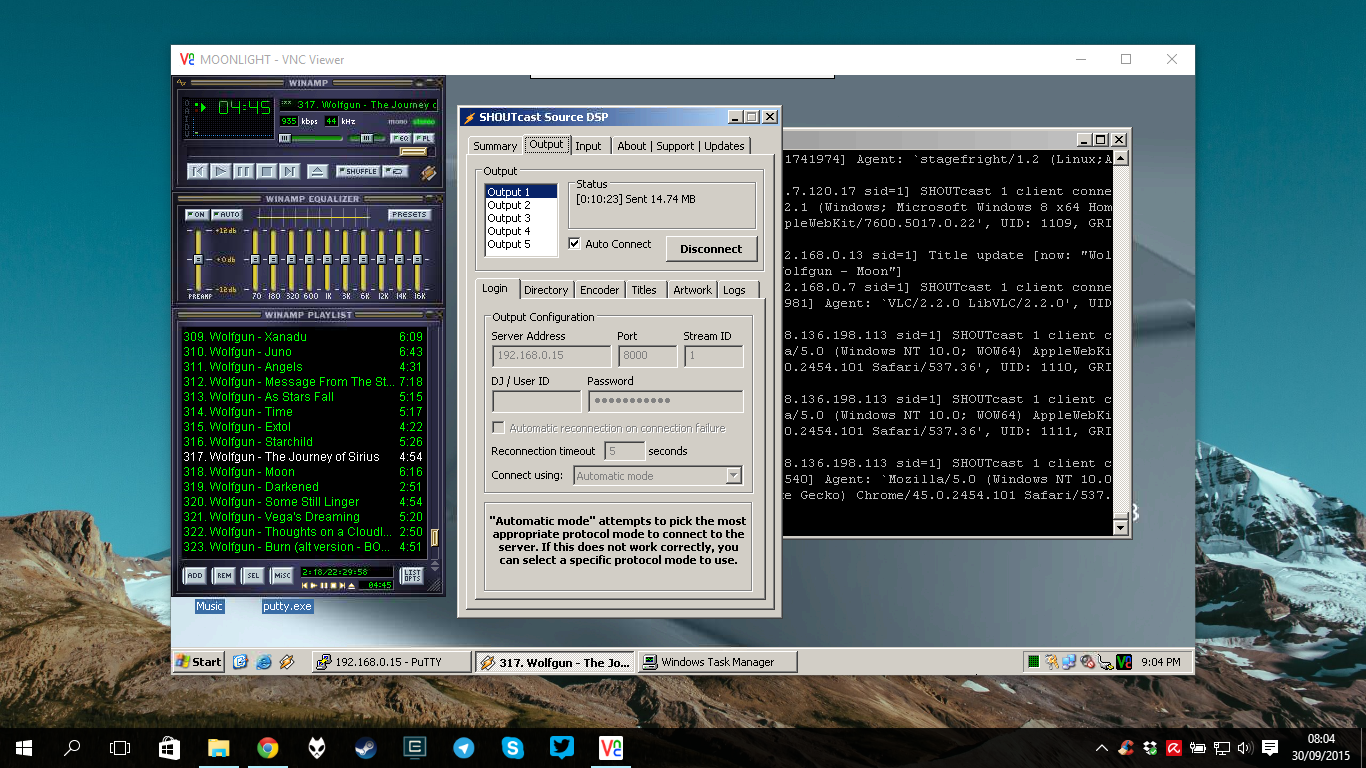 MOONLIGHT - VNC Viewer
WINAMP
04:45
317. Wolfgun - The Journey o
935 kbps 44 kHz mono stereo
EQ PL
SHUFFLE
WINAMP EQUALIZER
ON AUTO PRESETS
+12db
+0db
-12db
PREAMP 70 180 320 600 1K 3K 6K 12K 14K 16K
WINAMP PLAYLIST
309. Wolfgun - Xanadu 6:09
310. Wolfgun - Juno 6:43
311. Wolfgun - Angels 4:31
312. Wolfgun - Message From The St... 7:18
313. Wolfgun - As Stars Fall 5:15
314. Wolfgun - Time 5:17
315. Wolfgun - Extol 4:22
316. Wolfgun - Starchild 5:26
317. Wolfgun - The Journey of Sirius 4:54
318. Wolfgun - Moon 6:16
319. Wolfgun - Darkened 2:51
320. Wolfgun - Some Still Linger 4:54
321. Wolfgun - Vega's Dreaming 5:20
322. Wolfgun - Thoughts on a Cloudl... 2:50
323. Wolfgun - Burn (alt version - BO... 4:51
ADD REM SEL MISC
2:18/22:29:58
04:45
LIST OPTS
Music putty.exe
SHOUTcast Source DSP
Summary Output Input About | Support | Updates
Output
Output 1
Output 2
Output 3
Output 4
Output 5
Status
[0:10:23] Sent 14.74 MB
Auto Connect
Disconnect
Login Directory Encoder Titles Artwork Logs
Output Configuration
Server Address Port Stream ID
192.168.0.15 8000 1
DJ / User ID Password
Automatic reconnection on connection failure
Reconnection timeout 5 seconds
Connect using: Automatic mode
"Automatic mode" attempts to pick the most
appropriate protocol mode to connect to the
server. If this does not work correctly, you
can select a specific protocol mode to use.
1741974] Agent: `stagefright/1.2 (Linux;A
.7.120.17 sid=1] SHOUTcast 1 client conne
2.1 (Windows; Microsoft Windows 8 x64 Hom
ppleWebKit/7600.5017.0.22', UID: 1109, GRI
2.168.0.13 sid=1] Title update [now: "Wol
olfgun - Moon"]
2.168.0.7 sid=1] SHOUTcast 1 client conne
981] Agent: `VLC/2.2.0 LibVLC/2.2.0', UID
8.136.198.113 sid=1] SHOUTcast 1 client c
a/5.0 (Windows NT 10.0; WOW64) AppleWebKi
.0.2454.101 Safari/537.36', UID: 1110, GRI
8.136.198.113 sid=1] SHOUTcast 1 client c
a/5.0 (Windows NT 10.0; WOW64) AppleWebKi
.0.2454.101 Safari/537.36', UID: 1111, GRI
8.136.198.113 sid=1] SHOUTcast 1 client c
540] Agent: `Mozilla/5.0 (Windows NT 10.0
e Gecko) Chrome/45.0.2454.101 Safari/537.
Start
192.168.0.15 - PuTTY
317. Wolfgun - The Jo...
Windows Task Manager
9:04 PM
08:04
30/09/2015